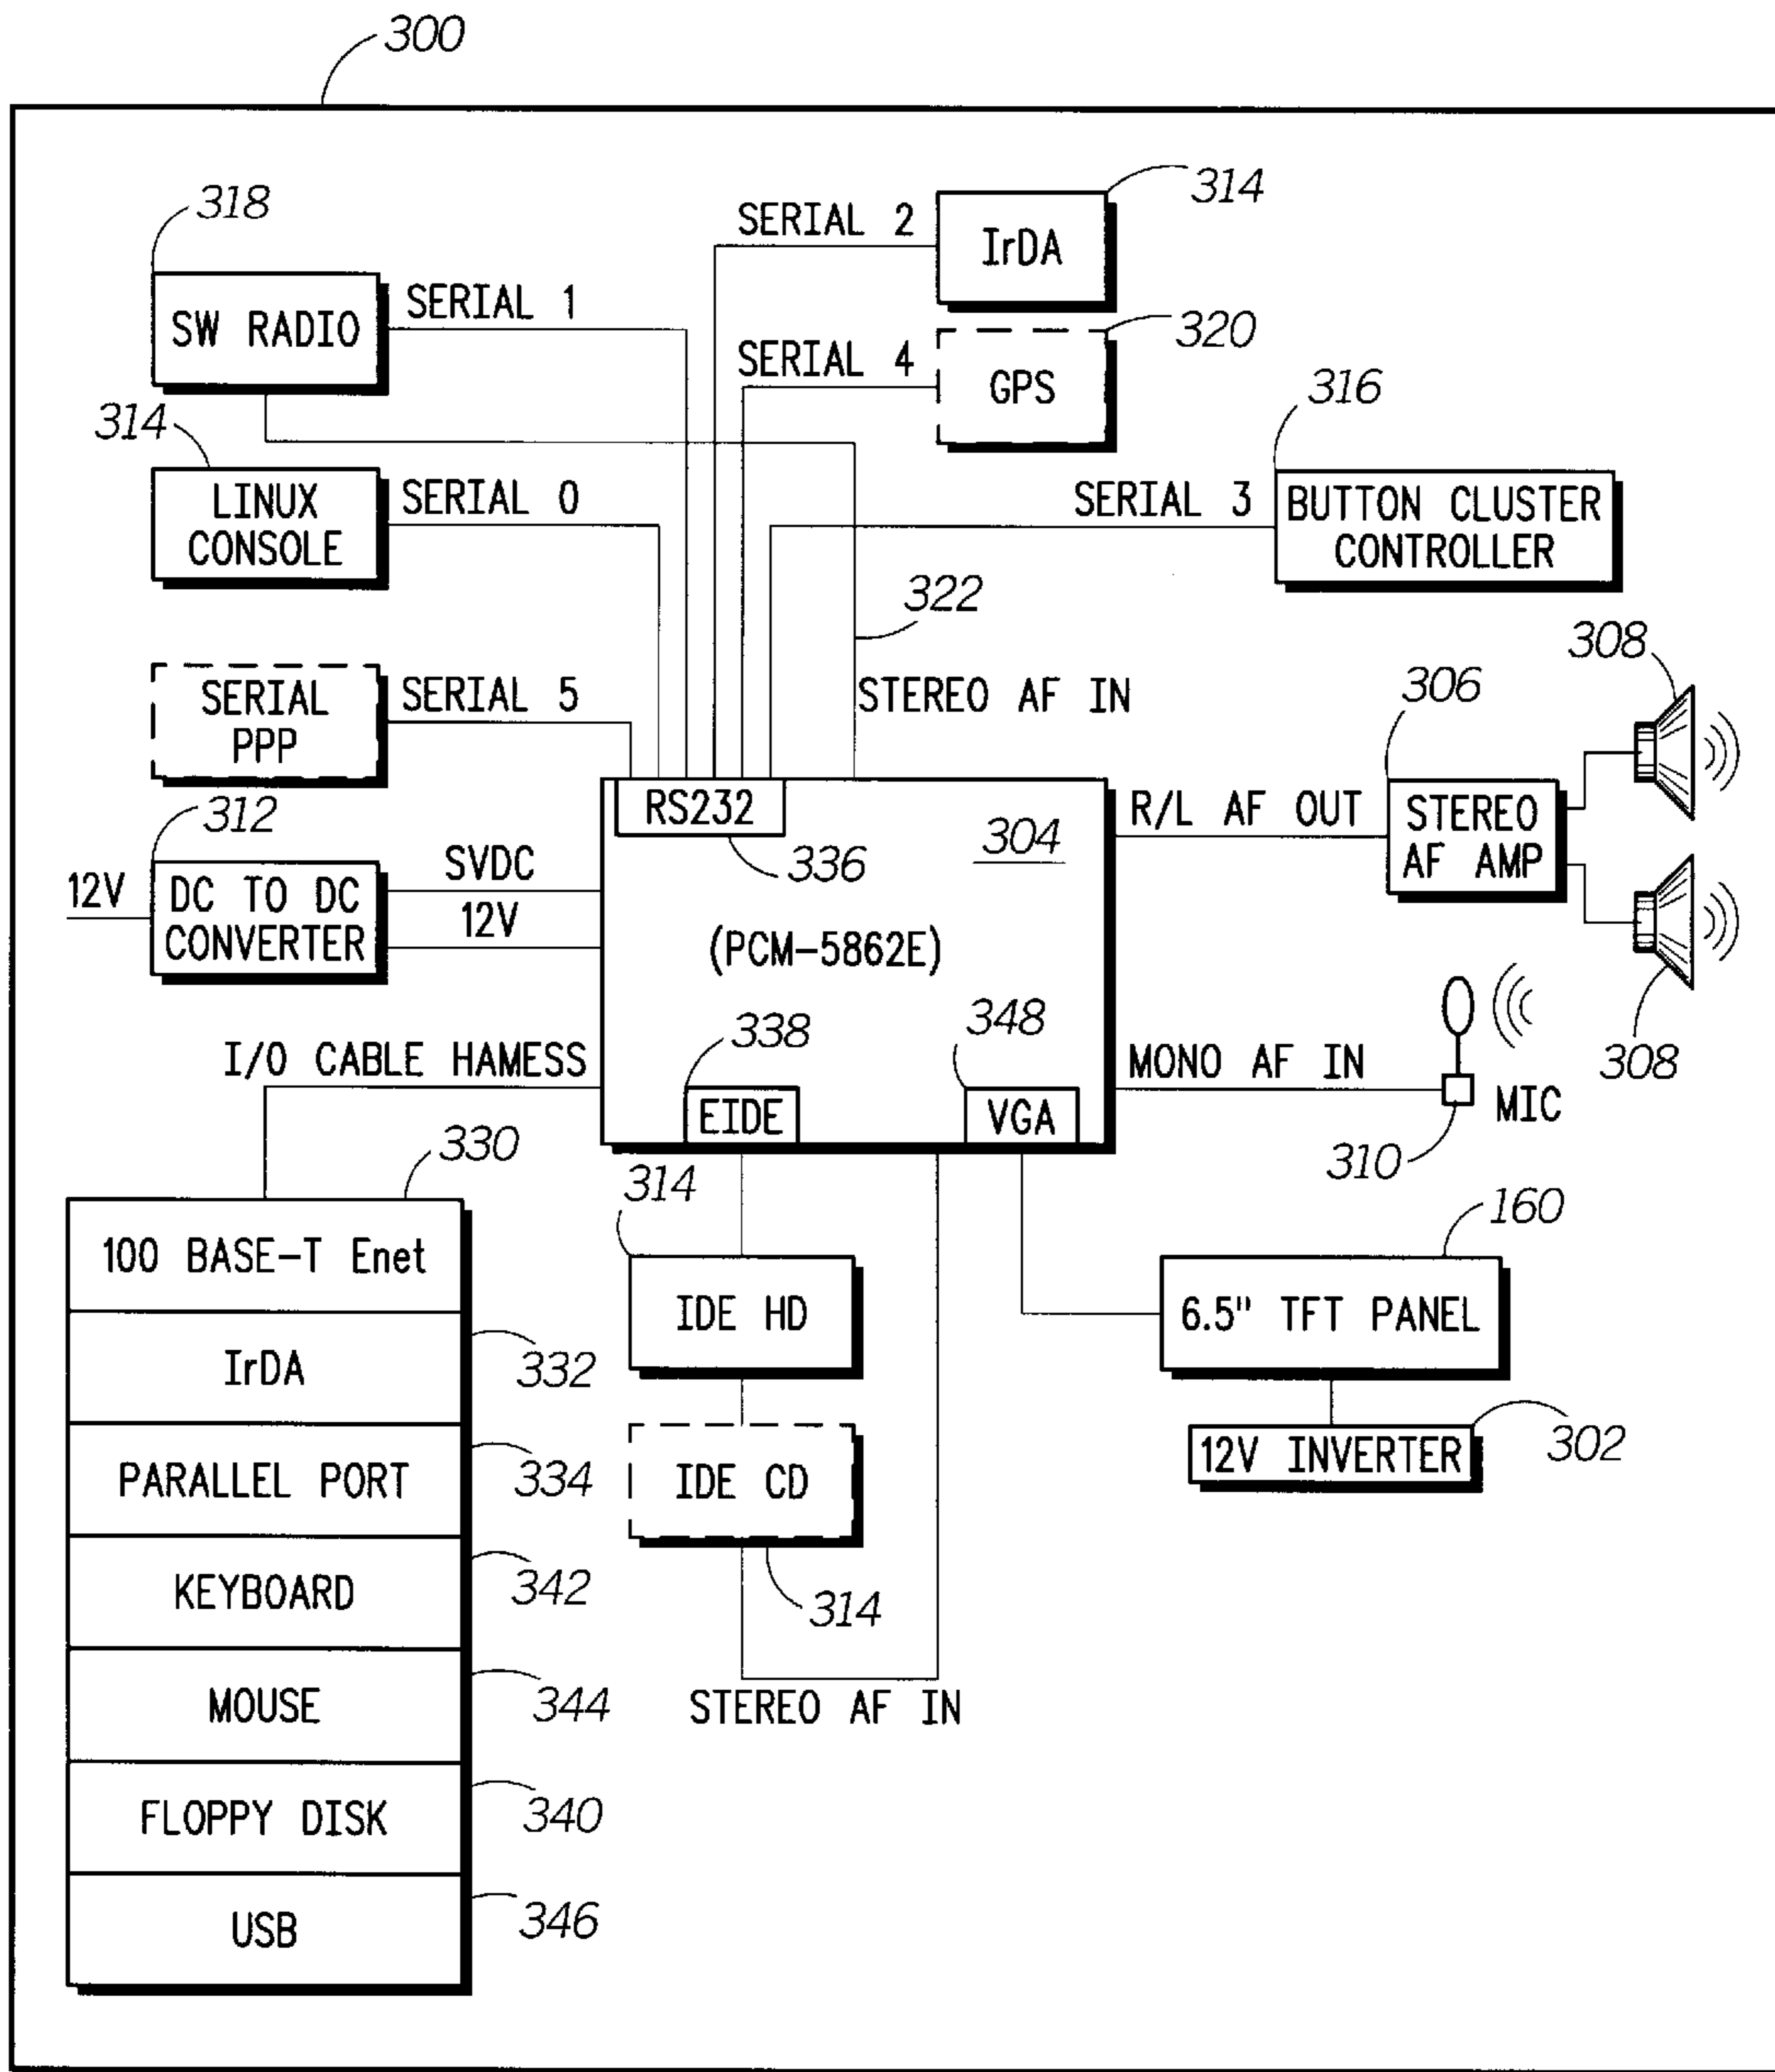 300
318
SERIAL 2
314
IrDA
SW RADIO
SERIAL 1
SERIAL 4
320
GPS
314
316
LINUX
CONSOLE
SERIAL 0
SERIAL 3
BUTTON CLUSTER
CONTROLLER
322
308
SERIAL
PPP
SERIAL 5
STEREO AF IN
306
312
RS232
336
304
R/L AF OUT
STEREO
AF AMP
12V
DC TO DC
CONVERTER
SVDC
12V
(PCM-5862E)
308
I/O CABLE HAMESS
338
EIDE
348
VGA
MONO AF IN
MIC
310
330
314
160
100 BASE-T Enet
IDE HD
6.5" TFT PANEL
IrDA
332
12V INVERTER
302
PARALLEL PORT
334
IDE CD
314
KEYBOARD
342
MOUSE
344
STEREO AF IN
FLOPPY DISK
340
USB
346